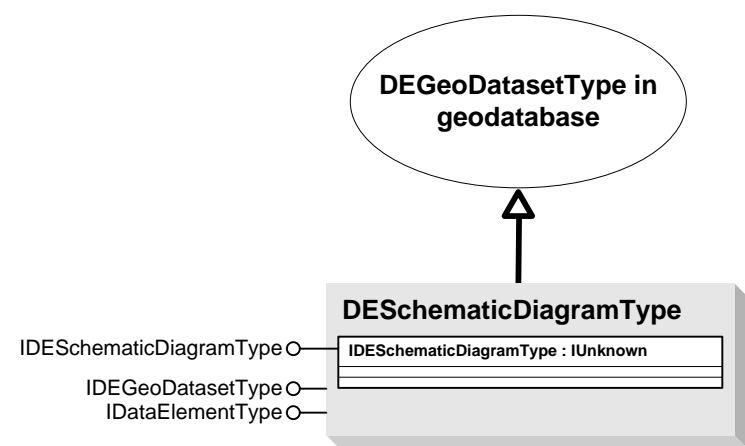 DEGeoDatasetType in
geodatabase
DESchematicDiagramType
IDESchematicDiagramType
IDESchematicDiagramType : IUnknown
IDEGeoDatasetType
IDataElementType